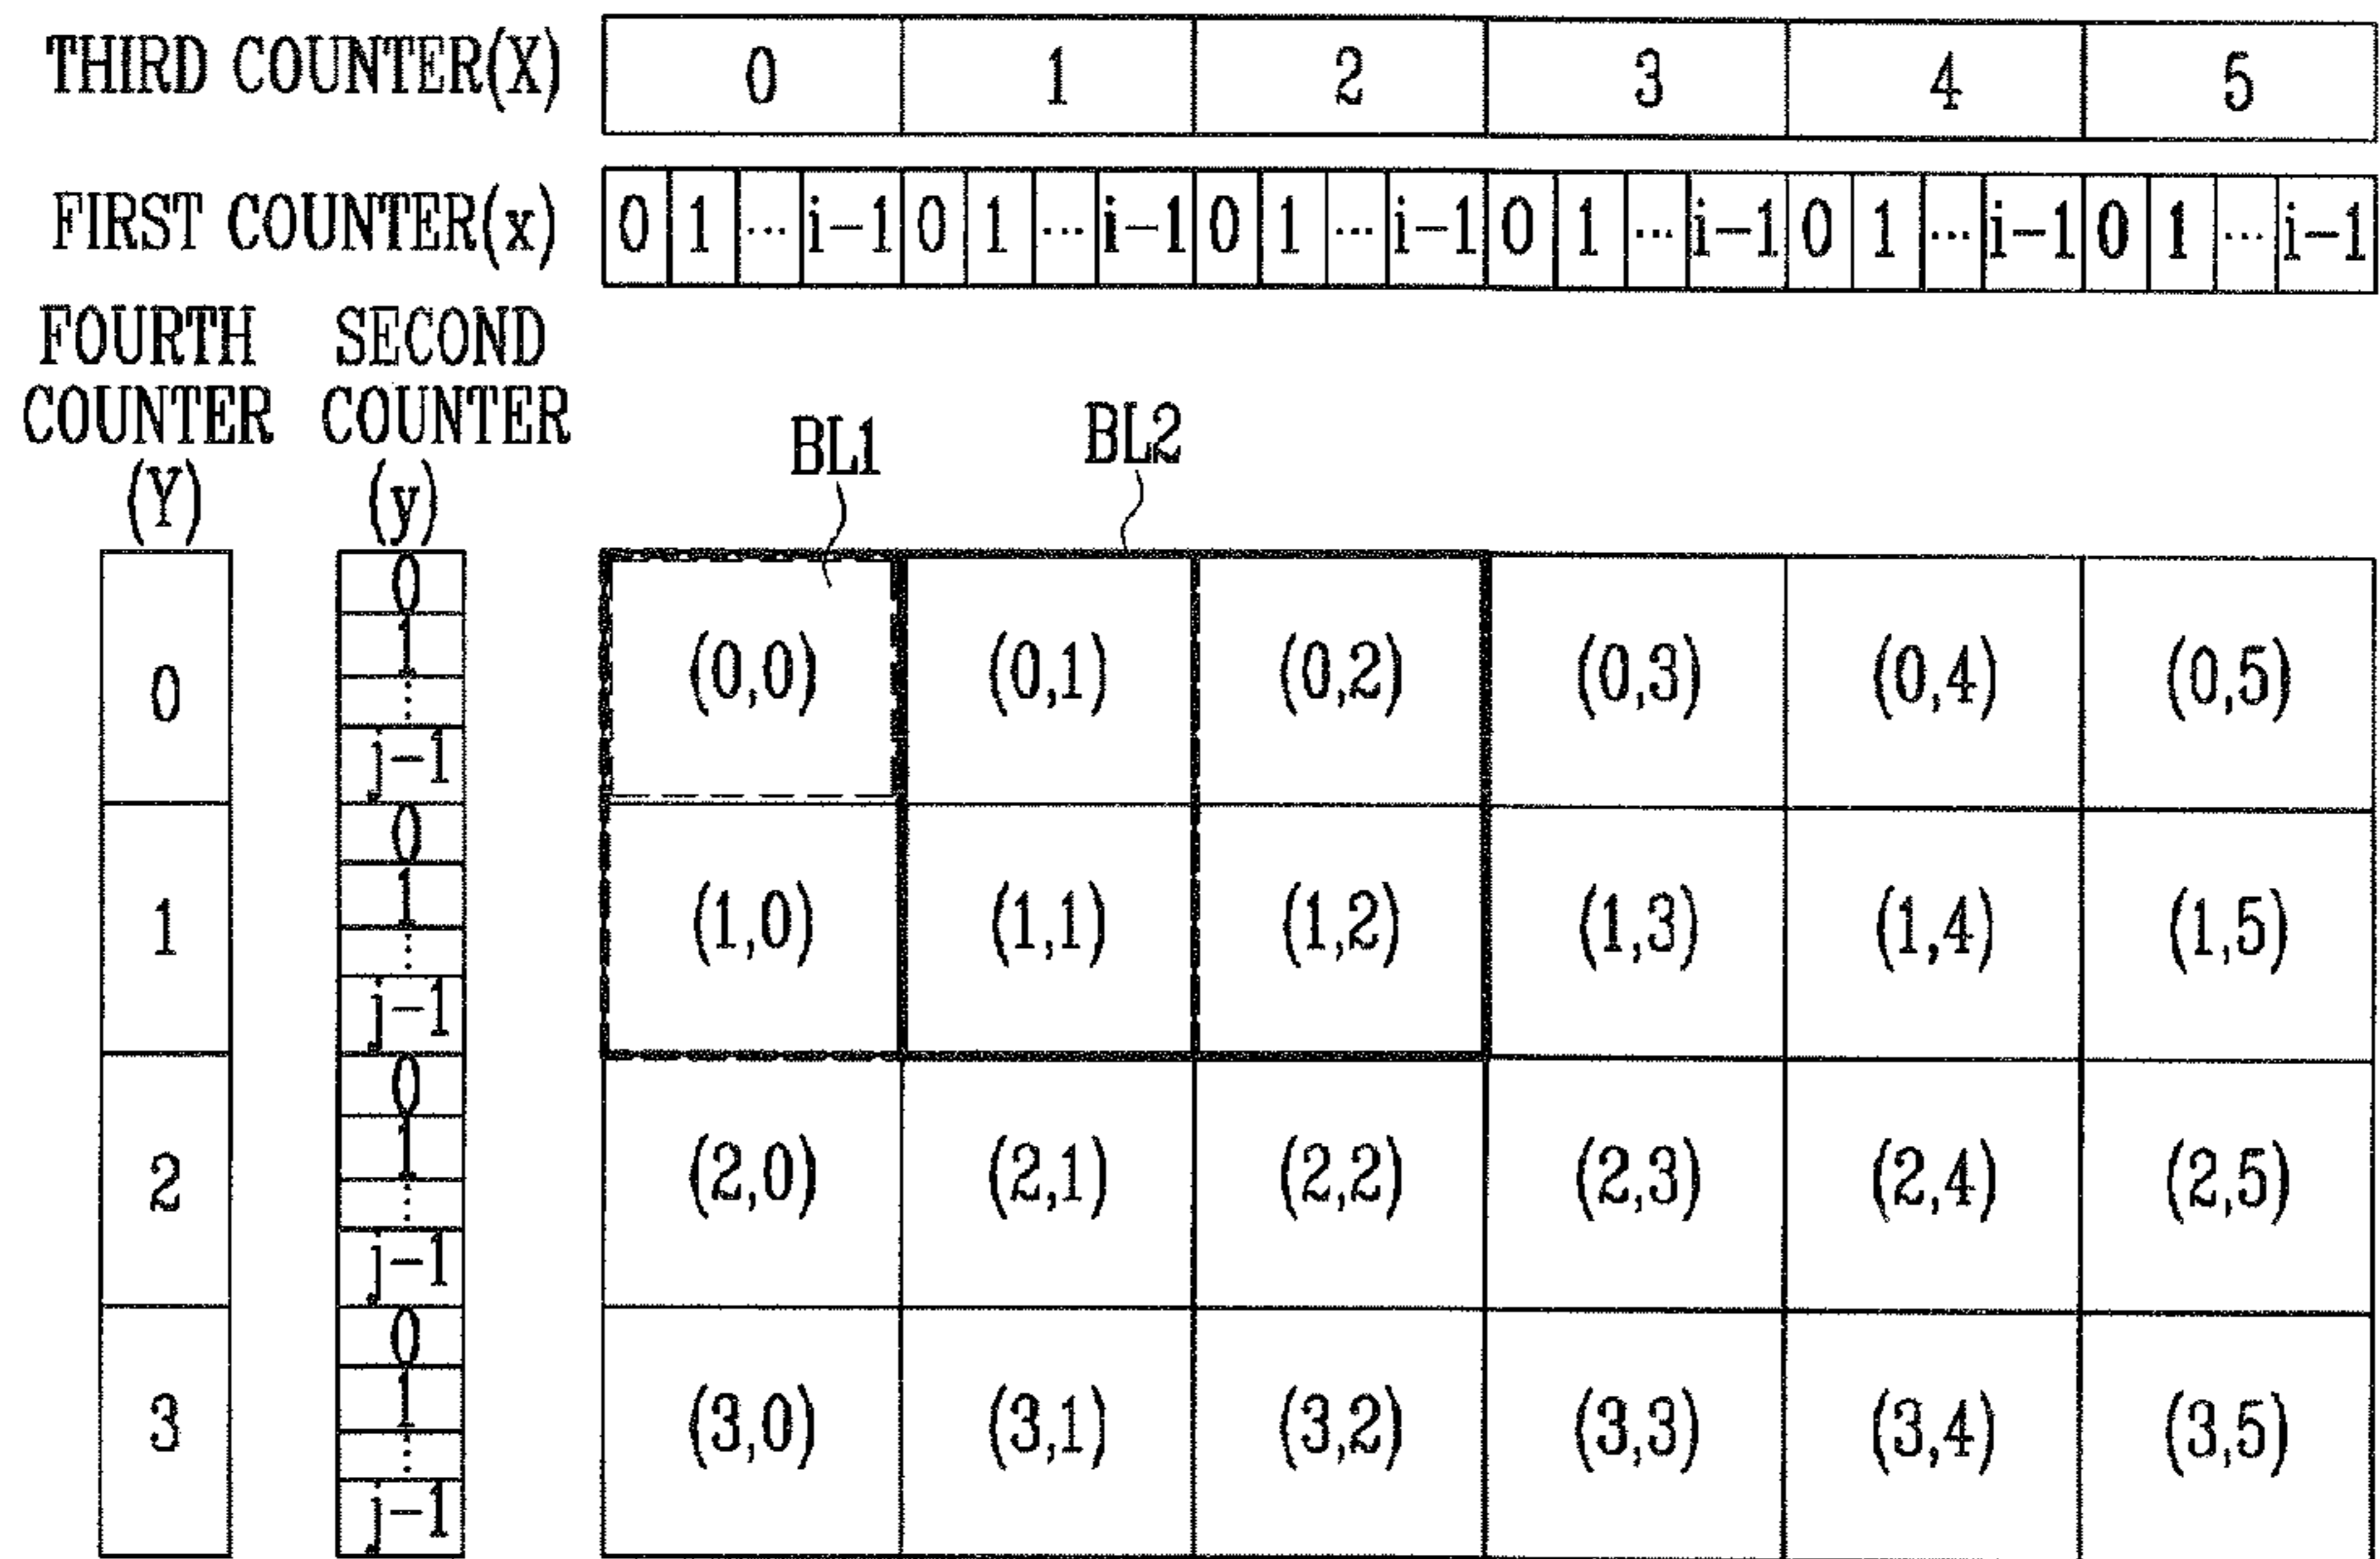 THIRD COUNTER(X) 0 1 2 3 4 5
FIRST COUNTER(x) 0 1 ... i-1 0 1 ... i-1 0 1 ... i-1 0 1 ... i-1 0 1 ... i-1 0 1 ... i-1
FOURTH COUNTER (Y)
SECOND COUNTER (y)
BL1 BL2
0
0
1
⋮
j-1
(0,0) (0,1) (0,2) (0,3) (0,4) (0,5)
1
0
1
⋮
j-1
(1,0) (1,1) (1,2) (1,3) (1,4) (1,5)
2
0
1
⋮
j-1
(2,0) (2,1) (2,2) (2,3) (2,4) (2,5)
3
0
1
⋮
j-1
(3,0) (3,1) (3,2) (3,3) (3,4) (3,5)